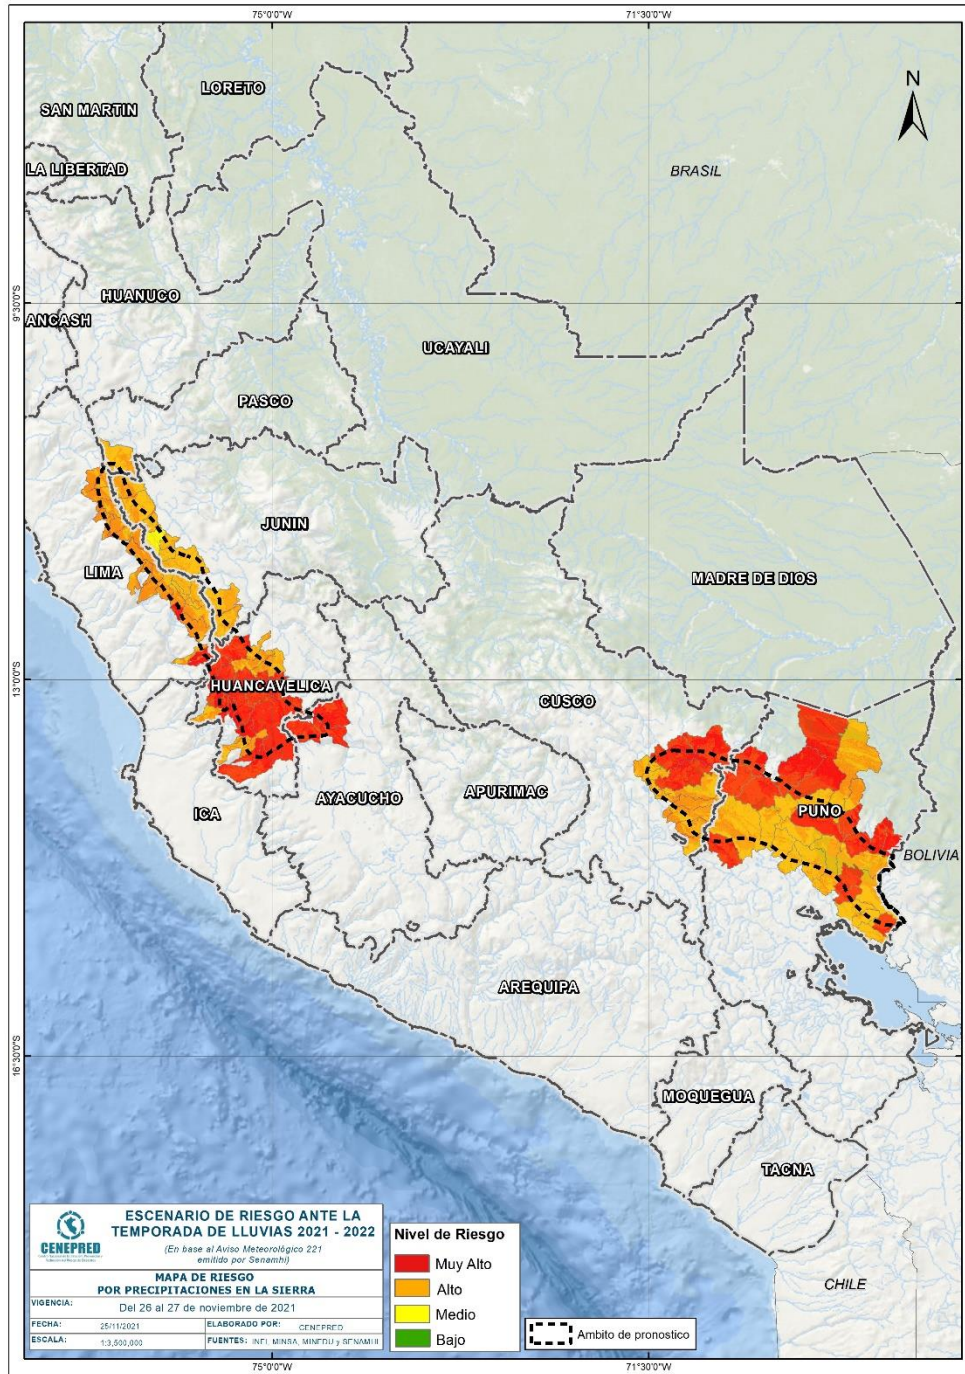 75°0'0"W
71°30'0"W
N
LORETO
SAN MARTIN
LA LIBERTAD
BRASIL
HUANUCO
9°30'0"S
ANCASH
UCAYALI
PASCO
JUNIN
LIMA
MADRE DE DIOS
13°0'0"S
HUANCAVELICA
CUSCO
ICA
AYACUCHO
APURIMAC
PUNO
BOLIVIA
AREQUIPA
16°30'0"S
MOQUEGUA
TACNA
CHILE
CENEPRED
ESCENARIO DE RIESGO ANTE LA
TEMPORADA DE LLUVIAS 2021 - 2022
(En base al Aviso Meteorológico 221
emitido por Senamhi)
MAPA DE RIESGO
POR PRECIPITACIONES EN LA SIERRA
VIGENCIA: Del 26 al 27 de noviembre de 2021
FECHA: 25/11/2021 ELABORADO POR: CENEPRED
ESCALA: 1:3,500,000 FUENTES: INEI, MINSA, MINEDU y SENAMHI
Nivel de Riesgo
Muy Alto
Alto
Medio
Bajo
Ambito de pronostico
75°0'0"W
71°30'0"W